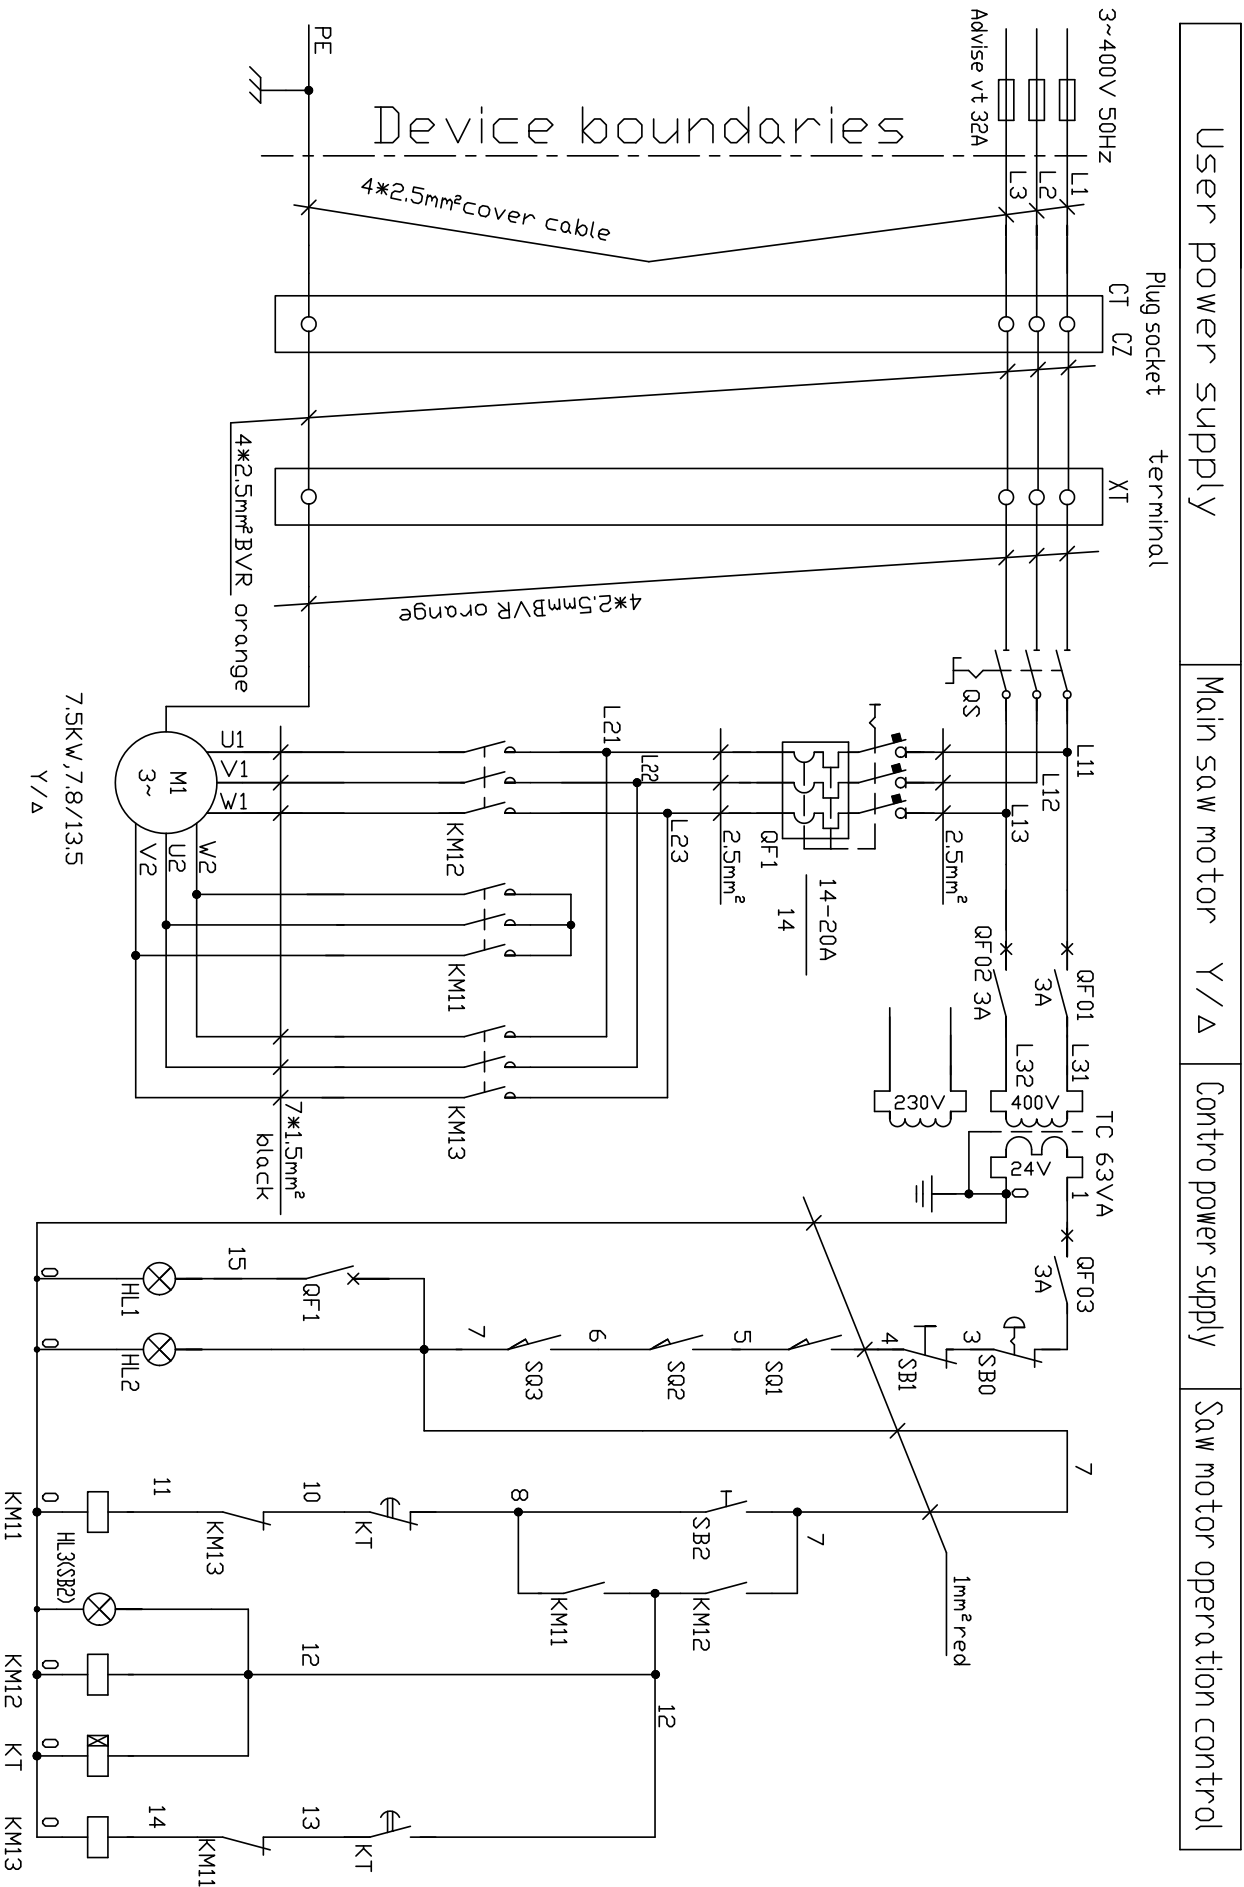 User power supply
Main saw motor Y/Δ
Contro power supply
Saw motor operation control
3~400V 50Hz
Advise vt 32A
PE
Device boundaries
L1
L2
L3
4*2.5mm²cover cable
Plug socket
CT CZ
terminal
XT
4*2.5mm²BVR orange
4*2.5mmBVR orange
QS
L11
L12
L13
2.5mm²
QF1
14-20A
14
2.5mm²
L21
L22
L23
KM12
KM11
KM13
U1
V1
W1
M1
3~
W2
U2
V2
7.5KW,7.8/13.5
Y/Δ
7*1.5mm²
black
QF01
3A
QF02 3A
L31
L32
TC 63VA
230V
400V
24V
1
0
QF03
3A
SB0
3
SB1
4
SQ1
5
SQ2
6
SQ3
7
QF1
15
HL1
0
HL2
0
7
1mm²red
7
SB2
KM12
8
KM11
KT
10
KM13
11
0
KM11
HL3(SB2)
12
12
0
KM12
0
KT
KT
13
KM11
14
0
KM13